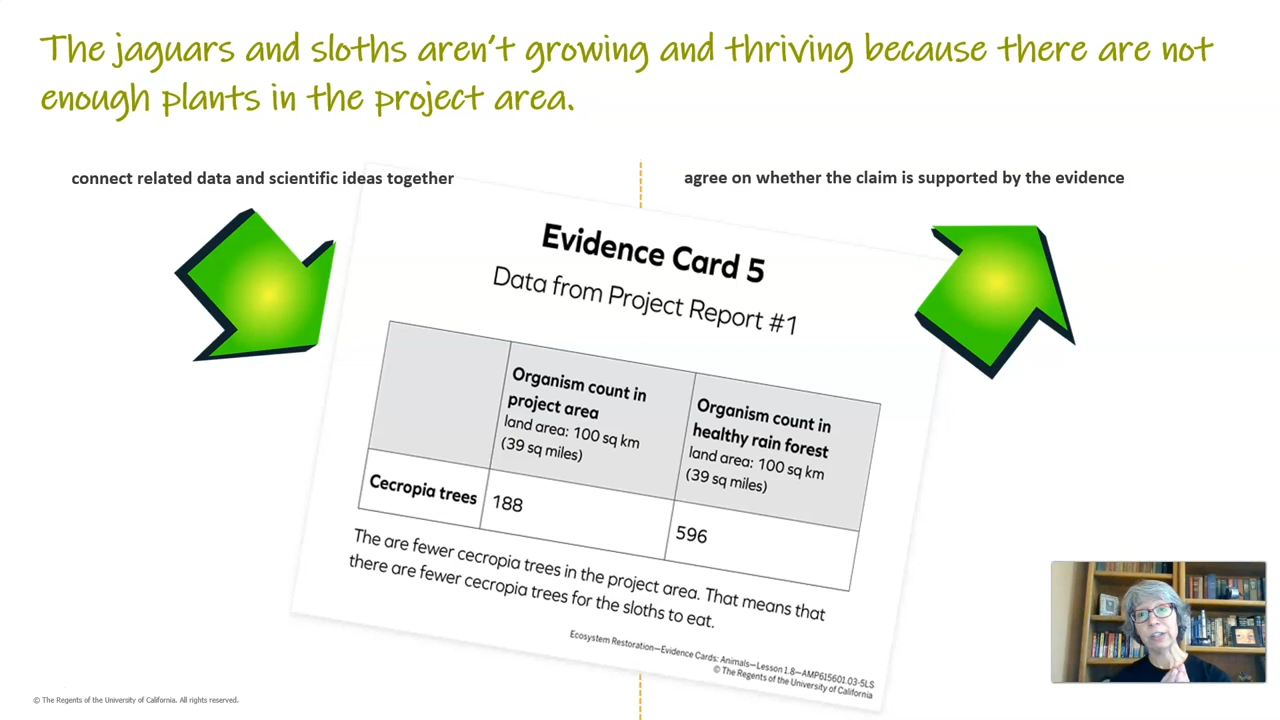 The jaguars and sloths aren't growing and thriving because there are not
enough plants in the project area.
connect related data and scientific ideas together
agree on whether the claim is supported by the evidence
Evidence Card 5
Data from Project Report #1
Organism count in
project area
land area: 100 sq km
(39 sq miles)
Organism count in
healthy rain forest
land area: 100 sq km
(39 sq miles)
Cecropia trees
188
596
The are fewer cecropia trees in the project area. That means that
there are fewer cecropia trees for the sloths to eat.
Ecosystem Restoration—Evidence Cards: Animals—Lesson 1.8—AMP615601.03-5LS
© The Regents of the University of California
© The Regents of the University of California. All rights reserved.